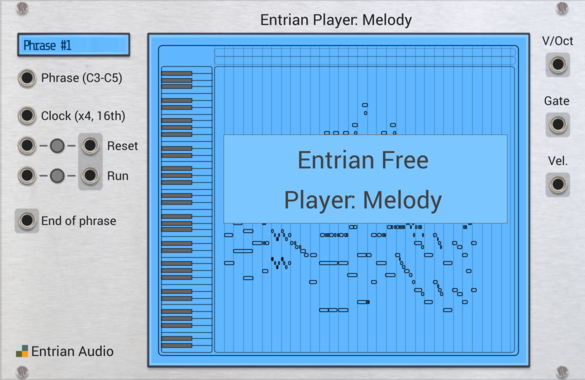 Entrian Player: Melody
Phrase #1
Phrase (C3-C5)
Clock (x4, 16th)
Reset
Run
End of phrase
Entrian Free
Player: Melody
V/Oct
Gate
Vel.
Entrian Audio